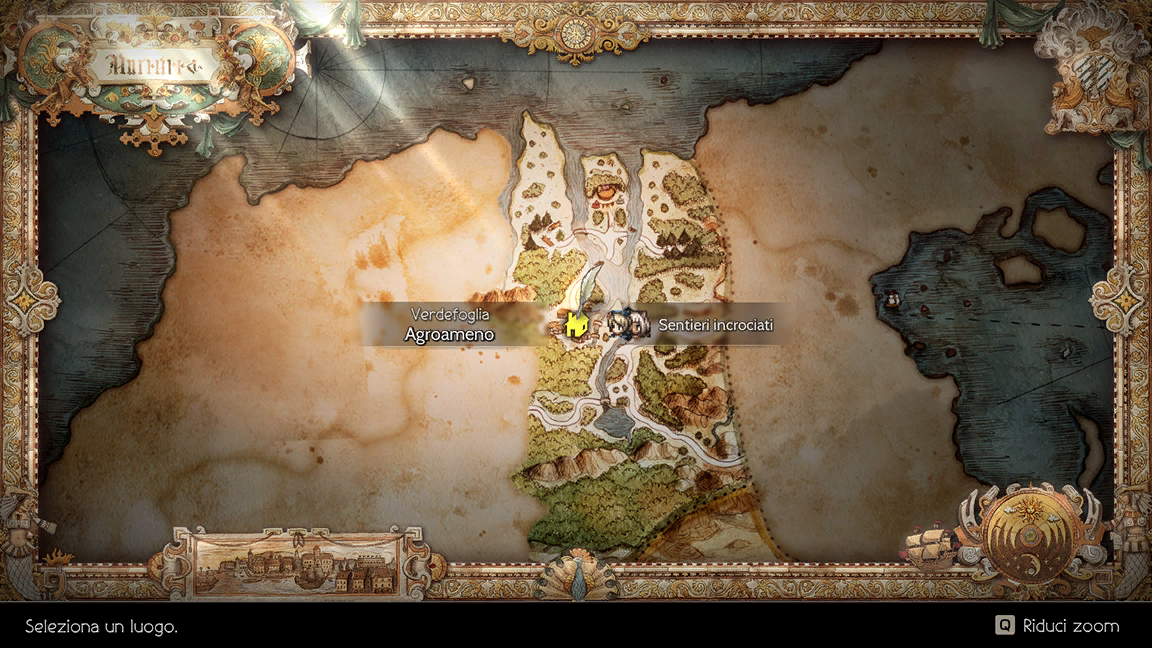 Verdefoglia
Agroameno
Sentieri incrociati
Seleziona un luogo.
Q Riduci zoom